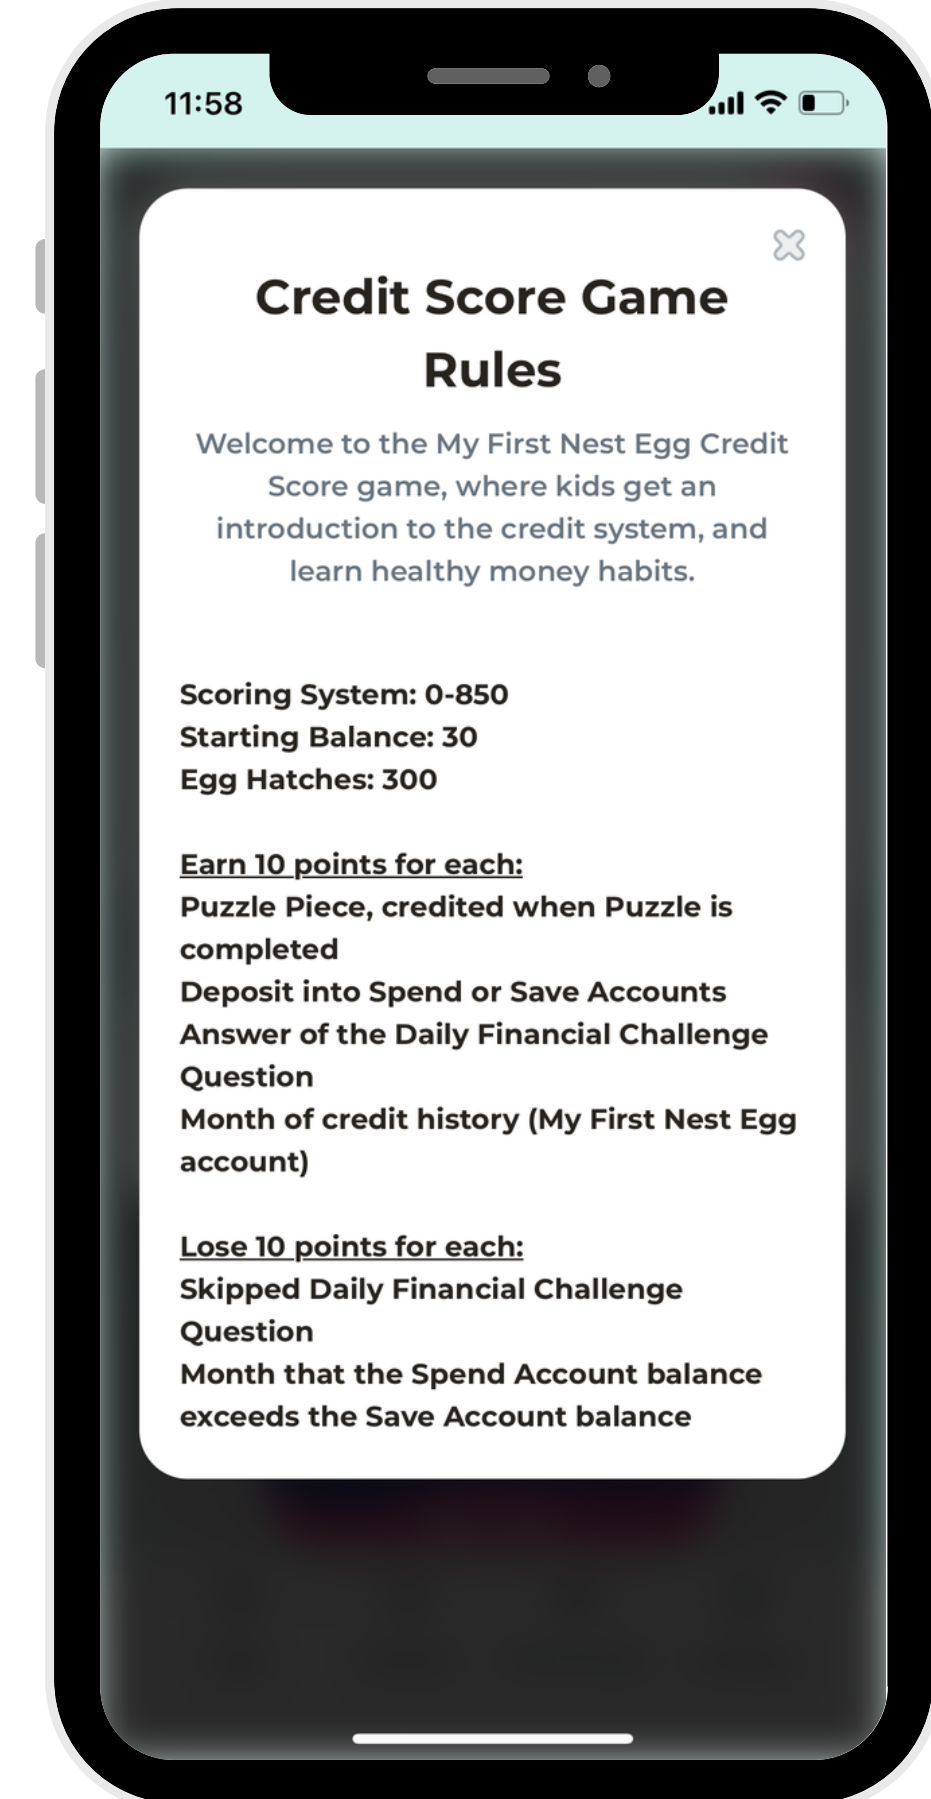 11:58
Credit Score Game
Rules
Welcome to the My First Nest Egg Credit
Score game, where kids get an
introduction to the credit system, and
learn healthy money habits.
Scoring System: 0-850
Starting Balance: 30
Egg Hatches: 300
Earn 10 points for each:
Puzzle Piece, credited when Puzzle is
completed
Deposit into Spend or Save Accounts
Answer of the Daily Financial Challenge
Question
Month of credit history (My First Nest Egg
account)
Lose 10 points for each:
Skipped Daily Financial Challenge
Question
Month that the Spend Account balance
exceeds the Save Account balance